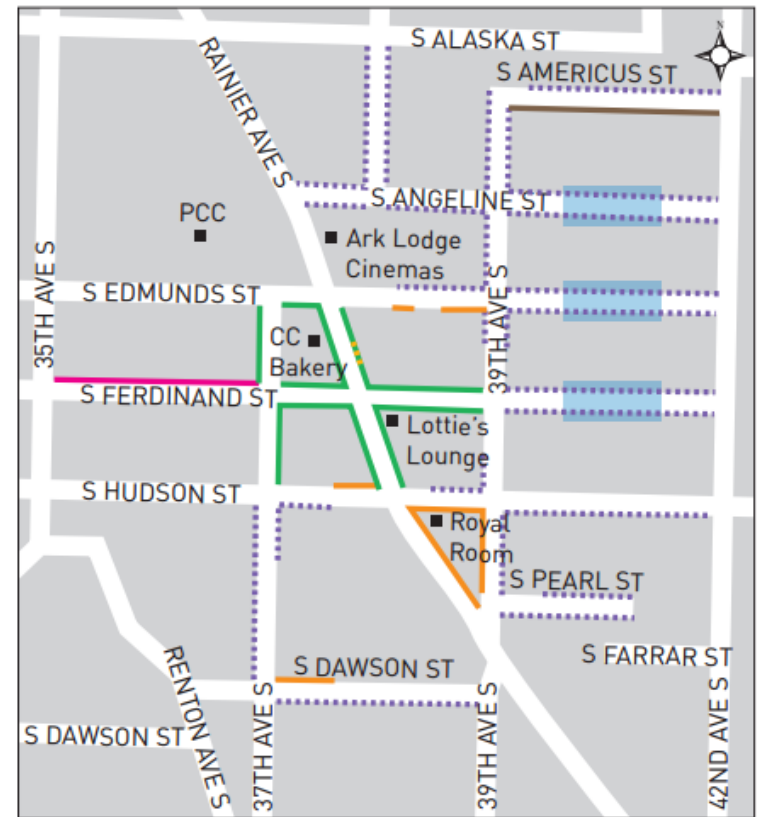 S ALASKA ST
N
S AMERICUS ST
RAINIER AVE S
S ANGELINE ST
PCC
Ark Lodge
Cinemas
35TH AVE S
S EDMUNDS ST
39TH AVE S
CC
Bakery
S FERDINAND ST
Lottie's
Lounge
S HUDSON ST
Royal
Room
S PEARL ST
S FARRAR ST
S DAWSON ST
RENTON AVE S
S DAWSON ST
37TH AVE S
39TH AVE S
42ND AVE S